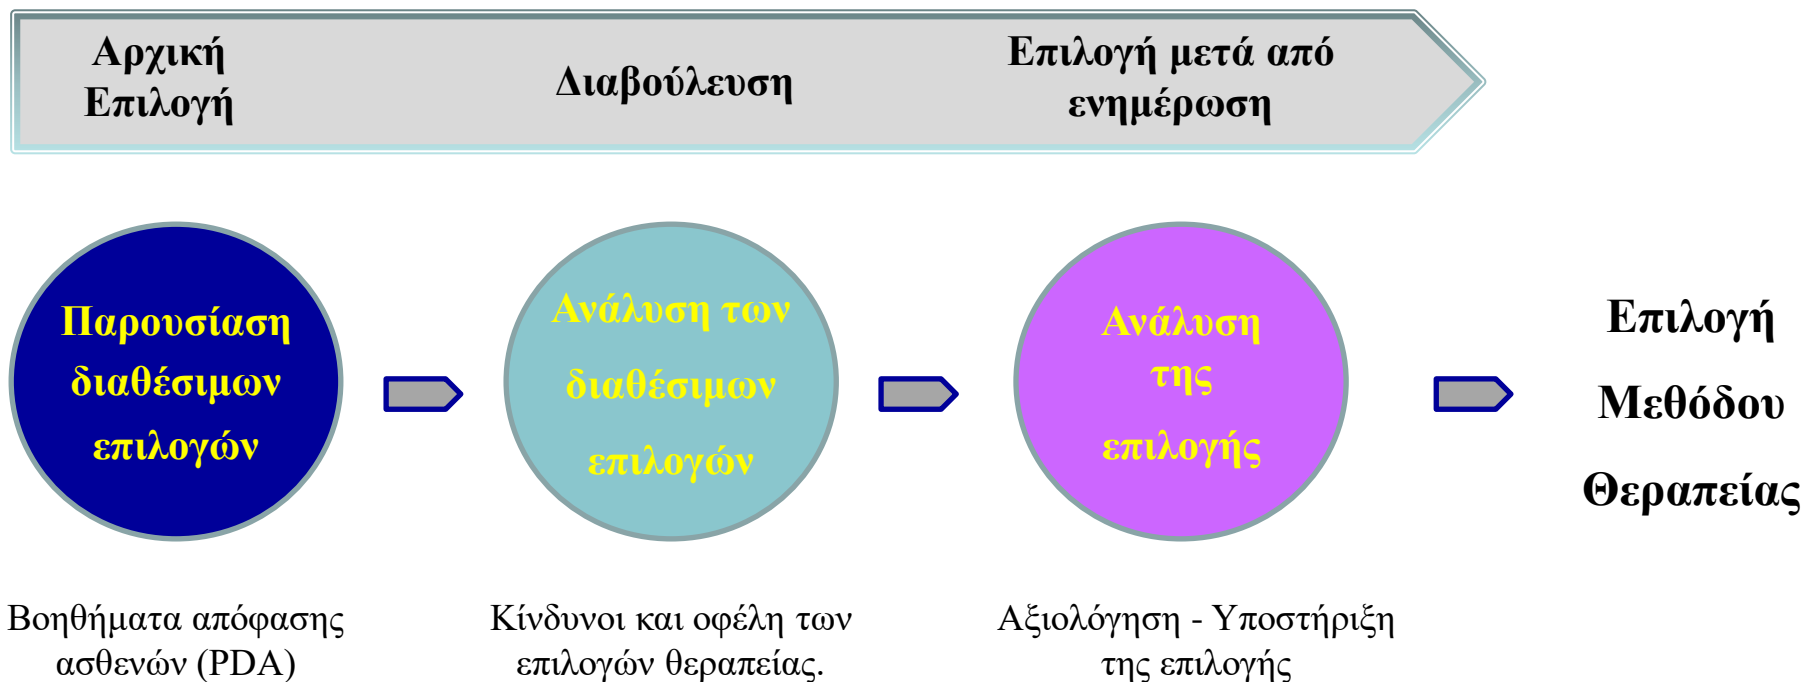 Αρχική
Επιλογή
Διαβούλευση
Επιλογή μετά από
ενημέρωση
Παρουσίαση
διαθέσιμων
επιλογών
Ανάλυση των
διαθέσιμων
επιλογών
Ανάλυση
της
επιλογής
Επιλογή
Μεθόδου
Θεραπείας
Βοηθήματα απόφασης
ασθενών (PDA)
Κίνδυνοι και οφέλη των
επιλογών θεραπείας.
Αξιολόγηση - Υποστήριξη
της επιλογής